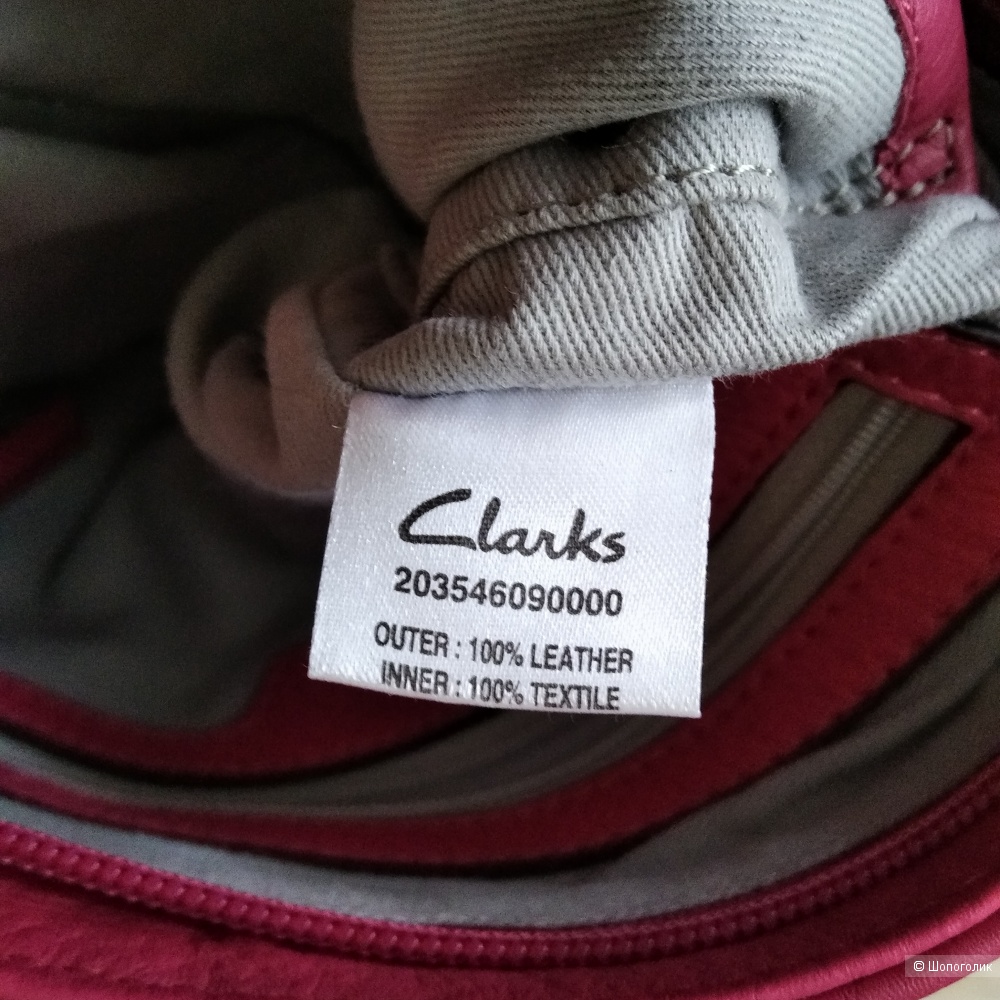 Clarks
203546090000
OUTER : 100% LEATHER
INNER : 100% TEXTILE
© Шопоголик